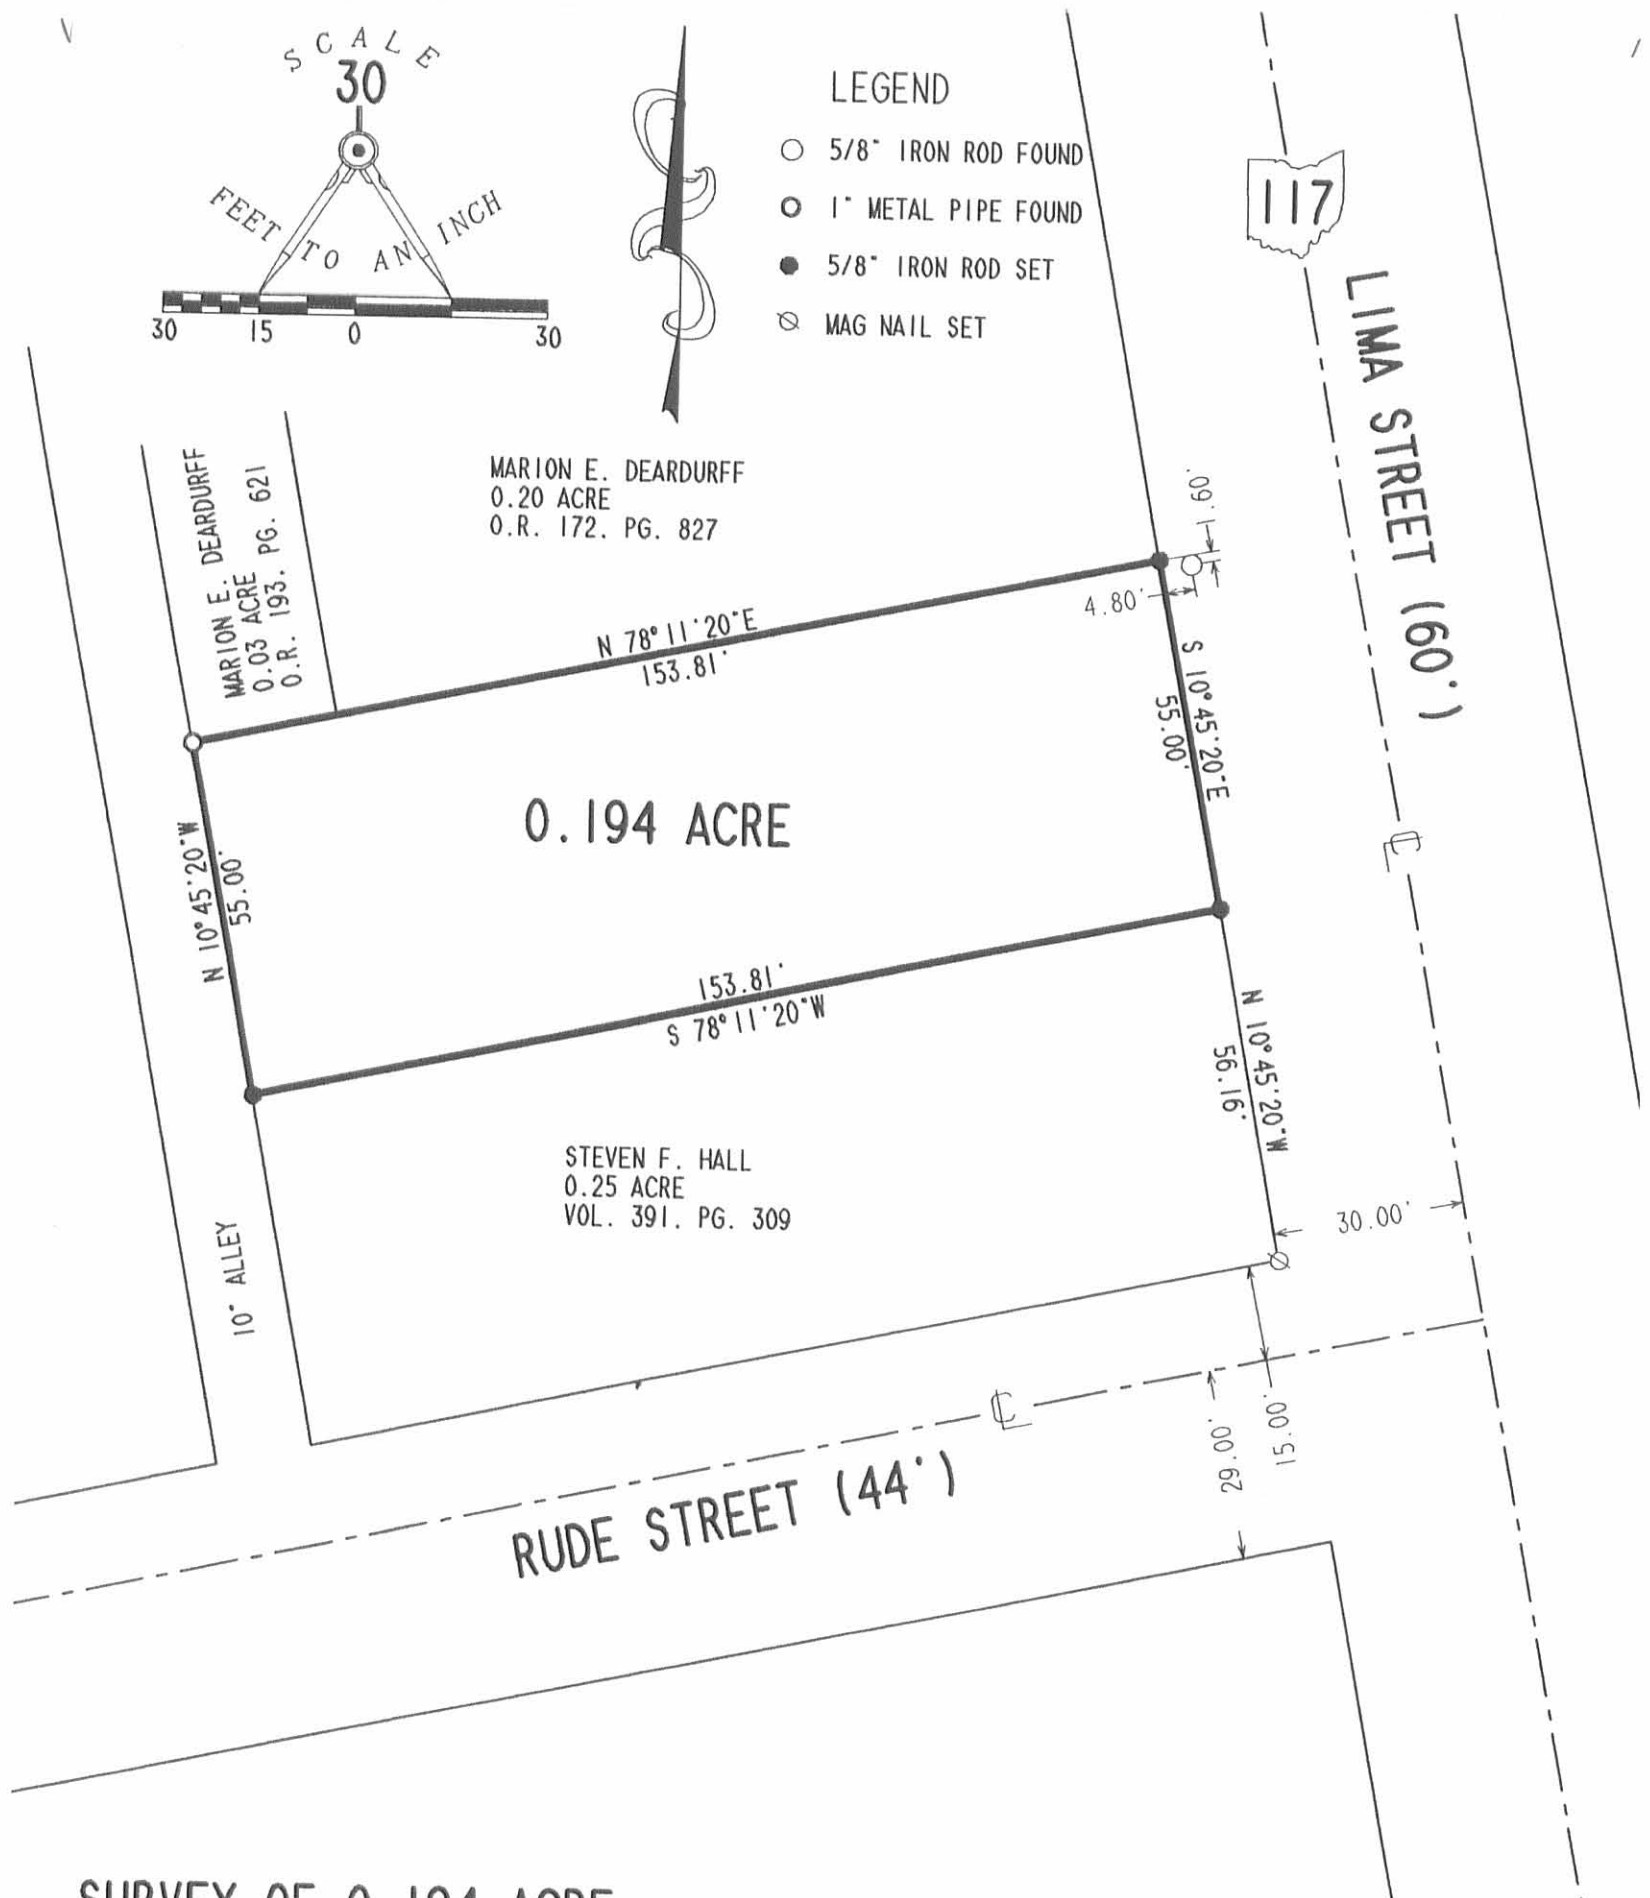 SCALE
30
FEET TO AN INCH
30 15 0 30
LEGEND
5/8" IRON ROD FOUND
1" METAL PIPE FOUND
5/8" IRON ROD SET
MAG NAIL SET
117
LIMA STREET (60')
MARION E. DEARDURFF
0.03 ACRE
O.R. 193. PG. 621
MARION E. DEARDURFF
0.20 ACRE
O.R. 172. PG. 827
1.60'
4.80'
N 78°11'20"E
153.81'
S 10°45'20"E
55.00'
0.194 ACRE
N 10°45'20"W
55.00'
153.81'
S 78°11'20"W
N 10°45'20"W
56.16'
STEVEN F. HALL
0.25 ACRE
VOL. 391. PG. 309
30.00'
10' ALLEY
29.00'
15.00'
RUDE STREET (44')
SURVEY OF 0.194 ACRE